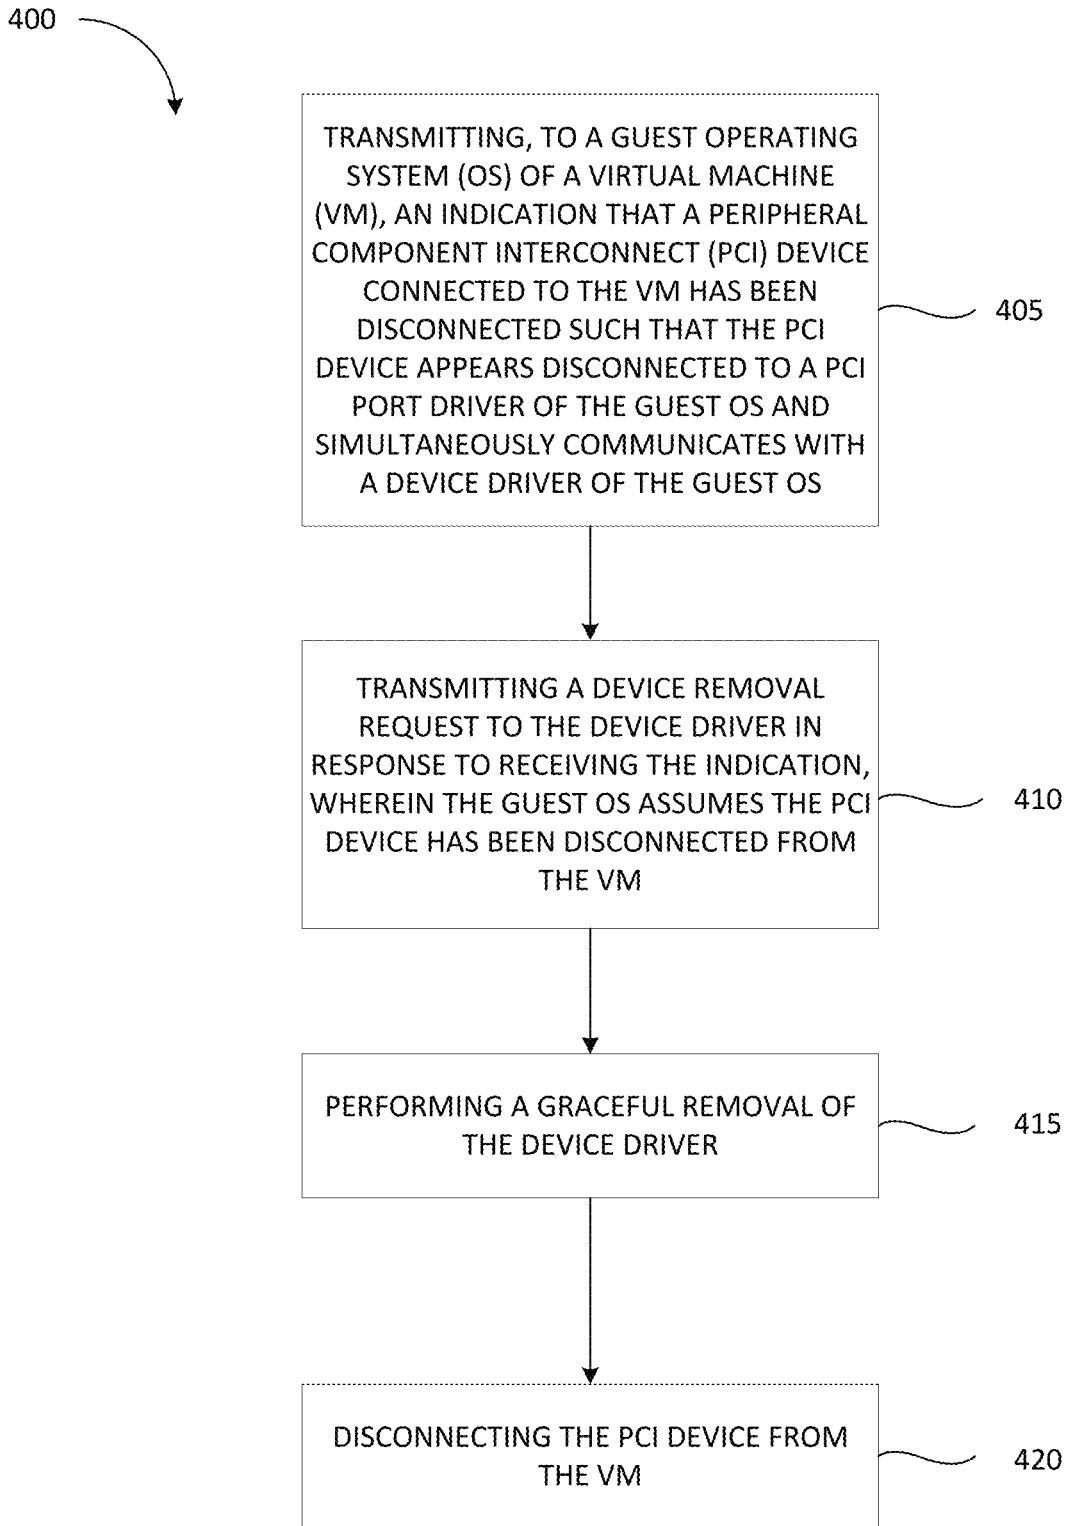 400
TRANSMITTING, TO A GUEST OPERATING
SYSTEM (OS) OF A VIRTUAL MACHINE
(VM), AN INDICATION THAT A PERIPHERAL
COMPONENT INTERCONNECT (PCI) DEVICE
CONNECTED TO THE VM HAS BEEN
DISCONNECTED SUCH THAT THE PCI
DEVICE APPEARS DISCONNECTED TO A PCI
PORT DRIVER OF THE GUEST OS AND
SIMULTANEOUSLY COMMUNICATES WITH
A DEVICE DRIVER OF THE GUEST OS
405
TRANSMITTING A DEVICE REMOVAL
REQUEST TO THE DEVICE DRIVER IN
RESPONSE TO RECEIVING THE INDICATION,
WHEREIN THE GUEST OS ASSUMES THE PCI
DEVICE HAS BEEN DISCONNECTED FROM
THE VM
410
PERFORMING A GRACEFUL REMOVAL OF
THE DEVICE DRIVER
415
DISCONNECTING THE PCI DEVICE FROM
THE VM
420